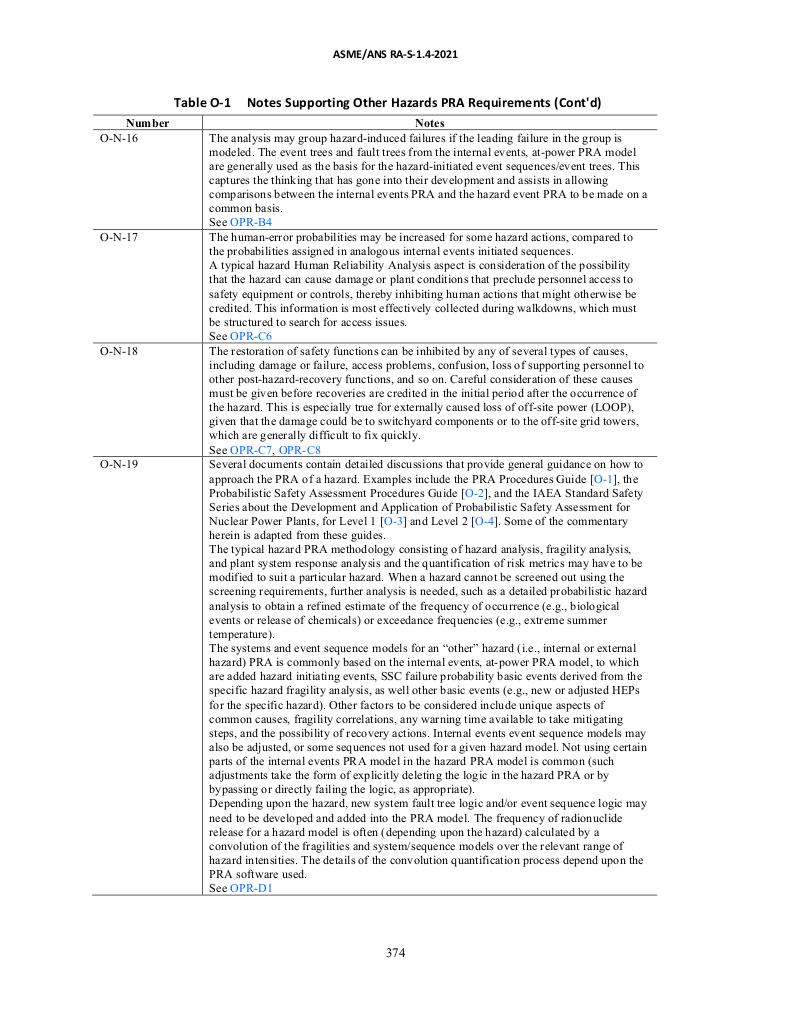 ASME/ANS RA-S-1.4-2021
Table O-1 Notes Supporting Other Hazards PRA Requirements (Cont'd)
Number Notes
O-N-16 The analysis may group hazard-induced failures if the leading failure in the group is
modeled. The event trees and fault trees from the internal events, at-power PRA model
are generally used as the basis for the hazard-initiated event sequences/event trees. This
captures the thinking that has gone into their development and assists in allowing
comparisons between the internal events PRA and the hazard event PRA to be made on a
common basis.
See OPR-B4
O-N-17 The human-error probabilities may be increased for some hazard actions, compared to
the probabilities assigned in analogous internal events initiated sequences.
A typical hazard Human Reliability Analysis aspect is consideration of the possibility
that the hazard can cause damage or plant conditions that preclude personnel access to
safety equipment or controls, thereby inhibiting human actions that might otherwise be
credited. This information is most effectively collected during walkdowns, which must
be structured to search for access issues.
See OPR-C6
O-N-18 The restoration of safety functions can be inhibited by any of several types of causes,
including damage or failure, access problems, confusion, loss of supporting personnel to
other post-hazard-recovery functions, and so on. Careful consideration of these causes
must be given before recoveries are credited in the initial period after the occurrence of
the hazard. This is especially true for externally caused loss of off-site power (LOOP),
given that the damage could be to switchyard components or to the off-site grid towers,
which are generally difficult to fix quickly.
See OPR-C7, OPR-C8
O-N-19 Several documents contain detailed discussions that provide general guidance on how to
approach the PRA of a hazard. Examples include the PRA Procedures Guide [O-1], the
Probabilistic Safety Assessment Procedures Guide [O-2], and the IAEA Standard Safety
Series about the Development and Application of Probabilistic Safety Assessment for
Nuclear Power Plants, for Level 1 [O-3] and Level 2 [O-4]. Some of the commentary
herein is adapted from these guides.
The typical hazard PRA methodology consisting of hazard analysis, fragility analysis,
and plant system response analysis and the quantification of risk metrics may have to be
modified to suit a particular hazard. When a hazard cannot be screened out using the
screening requirements, further analysis is needed, such as a detailed probabilistic hazard
analysis to obtain a refined estimate of the frequency of occurrence (e.g., biological
events or release of chemicals) or exceedance frequencies (e.g., extreme summer
temperature).
The systems and event sequence models for an “other” hazard (i.e., internal or external
hazard) PRA is commonly based on the internal events, at-power PRA model, to which
are added hazard initiating events, SSC failure probability basic events derived from the
specific hazard fragility analysis, as well other basic events (e.g., new or adjusted HEPs
for the specific hazard). Other factors to be considered include unique aspects of
common causes, fragility correlations, any warning time available to take mitigating
steps, and the possibility of recovery actions. Internal events event sequence models may
also be adjusted, or some sequences not used for a given hazard model. Not using certain
parts of the internal events PRA model in the hazard PRA model is common (such
adjustments take the form of explicitly deleting the logic in the hazard PRA or by
bypassing or directly failing the logic, as appropriate).
Depending upon the hazard, new system fault tree logic and/or event sequence logic may
need to be developed and added into the PRA model. The frequency of radionuclide
release for a hazard model is often (depending upon the hazard) calculated by a
convolution of the fragilities and system/sequence models over the relevant range of
hazard intensities. The details of the convolution quantification process depend upon the
PRA software used.
See OPR-D1
374